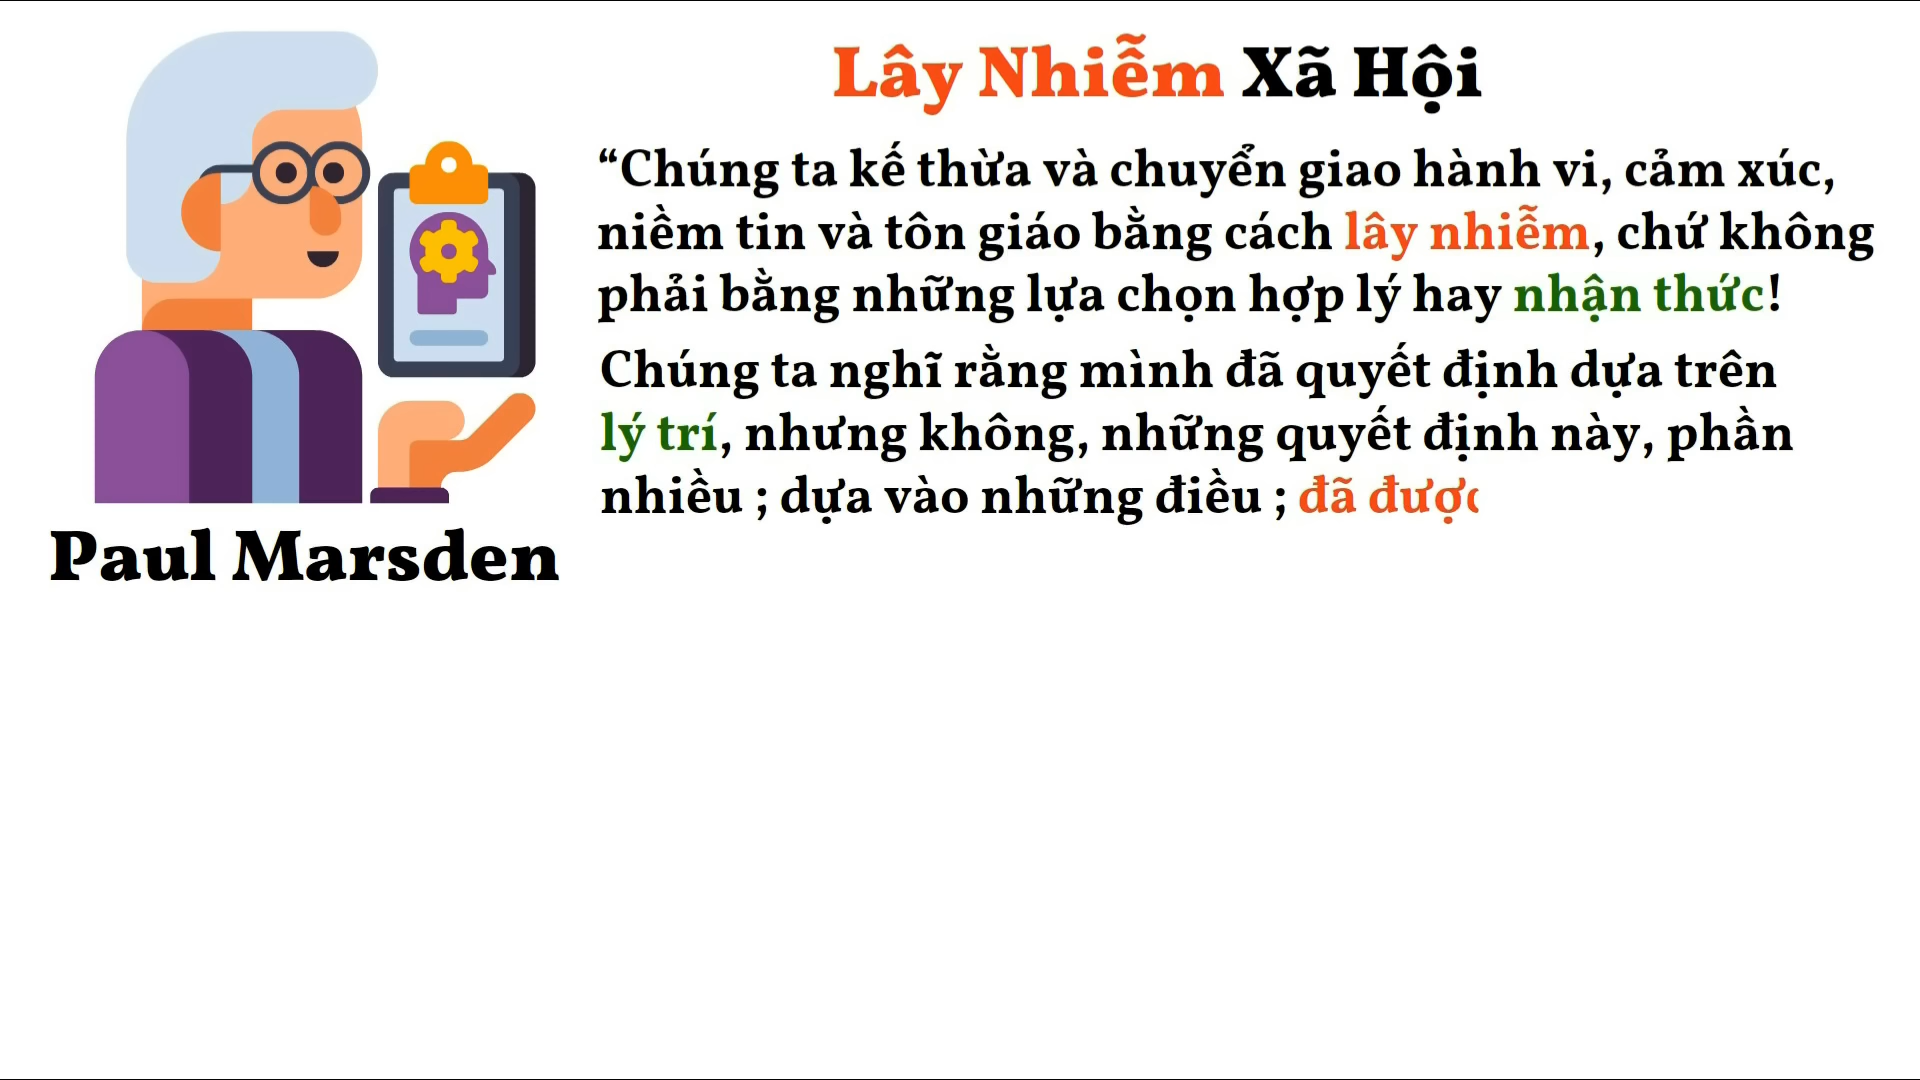 Lây Nhiễm Xã Hội
“Chúng ta kế thừa và chuyển giao hành vi, cảm xúc,
niềm tin và tôn giáo bằng cách lây nhiễm, chứ không
phải bằng những lựa chọn hợp lý hay nhận thức!
Chúng ta nghĩ rằng mình đã quyết định dựa trên
lý trí, nhưng không, những quyết định này, phần
nhiều ; dựa vào những điều ; đã được
Paul Marsden